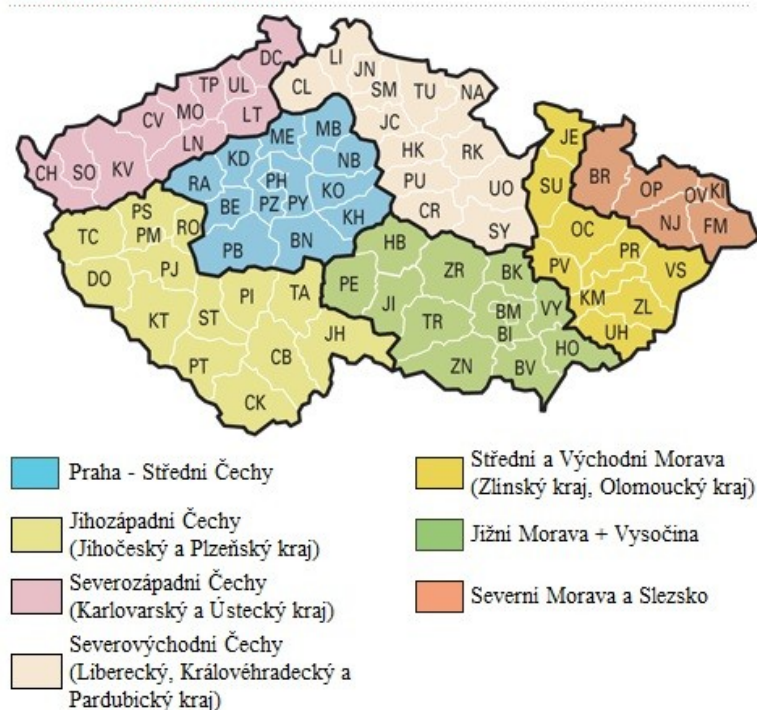 DC
LI
JN
TP UL
CL
SM TU NA
CV MO LT
ME MB JC
JE
LN
KD NB HK RK
BR OP OV KI
CH SO KV
RA PH KO
SU
PS
BE PZ PY PU UO
NJ FM
TC PM RO
KH CR
OC
PB BN SY
PR
DO PJ
HB
PV VS
PI TA PE ZR BK
KM ZL
KT ST JI BM VY
JH TR BI
UH
PT CB HO
ZN BV
CK
Praha - Střední Čechy
Jihozápadní Čechy
(Jihočeský a Plzeňský kraj)
Severozápadní Čechy
(Karlovarský a Ústecký kraj)
Severovýchodní Čechy
(Liberecký, Královéhradecký a
Pardubický kraj)
Střední a Východní Morava
(Zlínský kraj, Olomoucký kraj)
Jižní Morava + Vysočina
Severní Morava a Slezsko